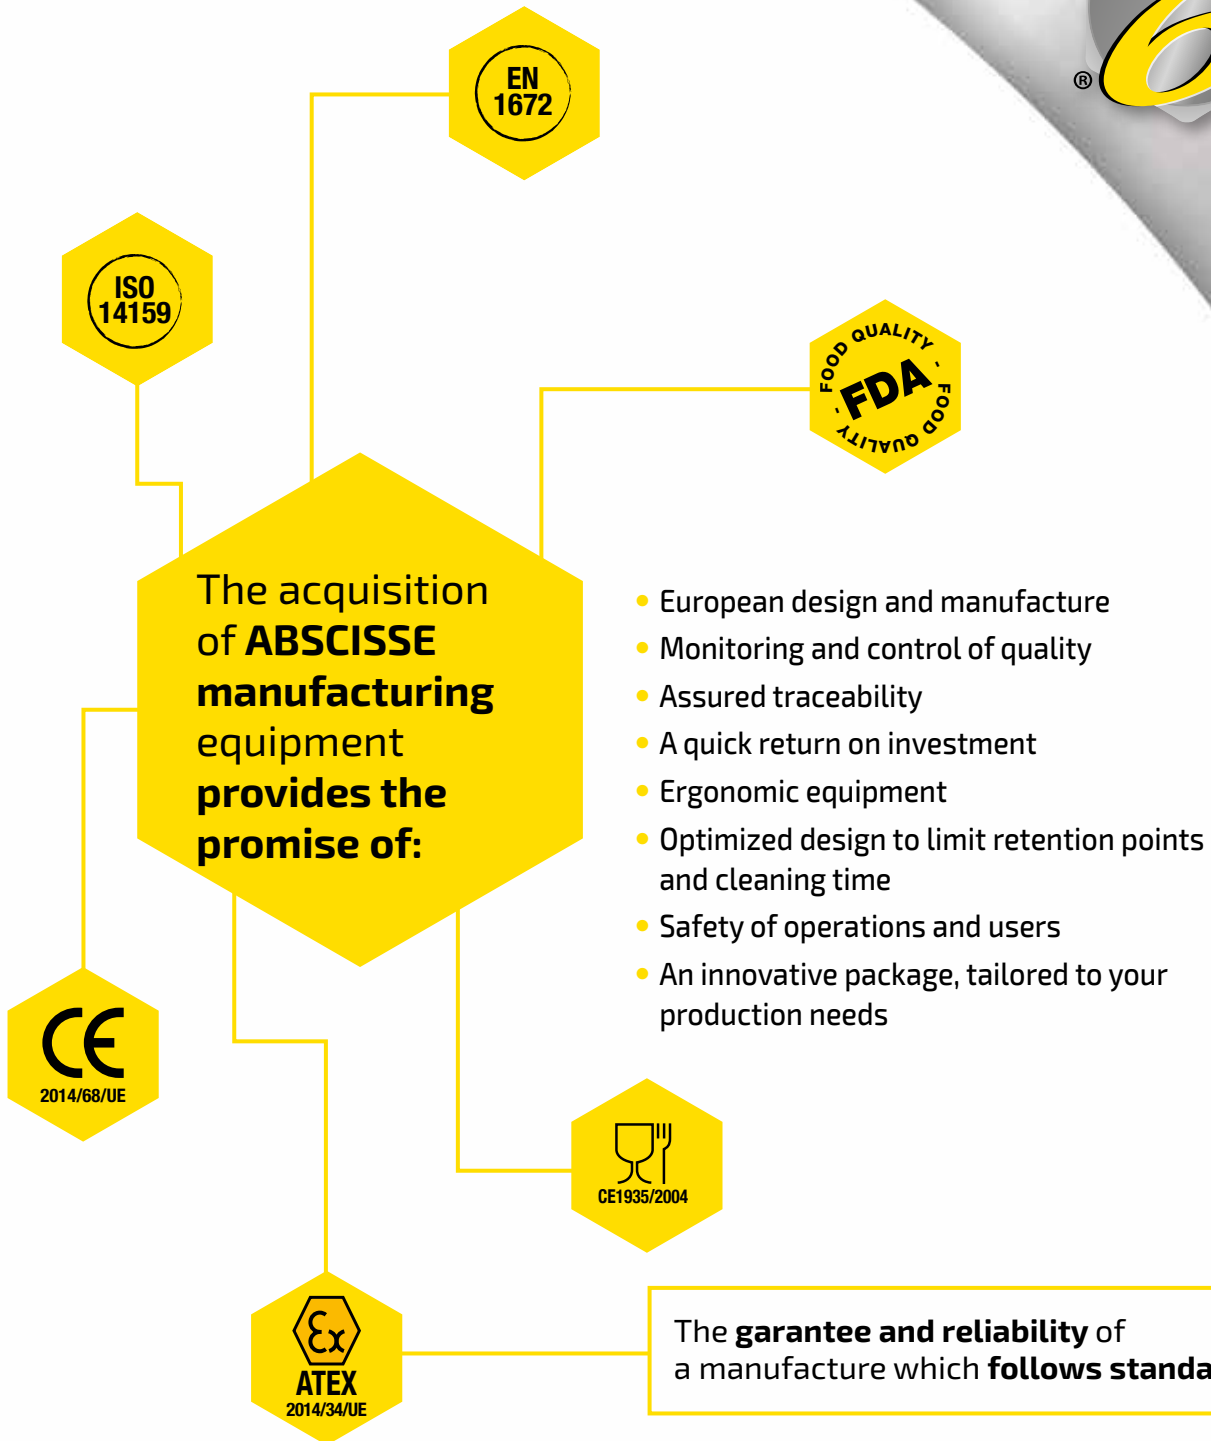 ®
EN
1672
ISO
14159
FOOD QUALITY - FOOD QUALITY -
FDA
The acquisition
of ABSCISSE
manufacturing
equipment
provides the
promise of:
• European design and manufacture
• Monitoring and control of quality
• Assured traceability
• A quick return on investment
• Ergonomic equipment
• Optimized design to limit retention points
and cleaning time
• Safety of operations and users
• An innovative package, tailored to your
production needs
CE
2014/68/UE
CE1935/2004
Ex
ATEX
2014/34/UE
The garantee and reliability of
a manufacture which follows